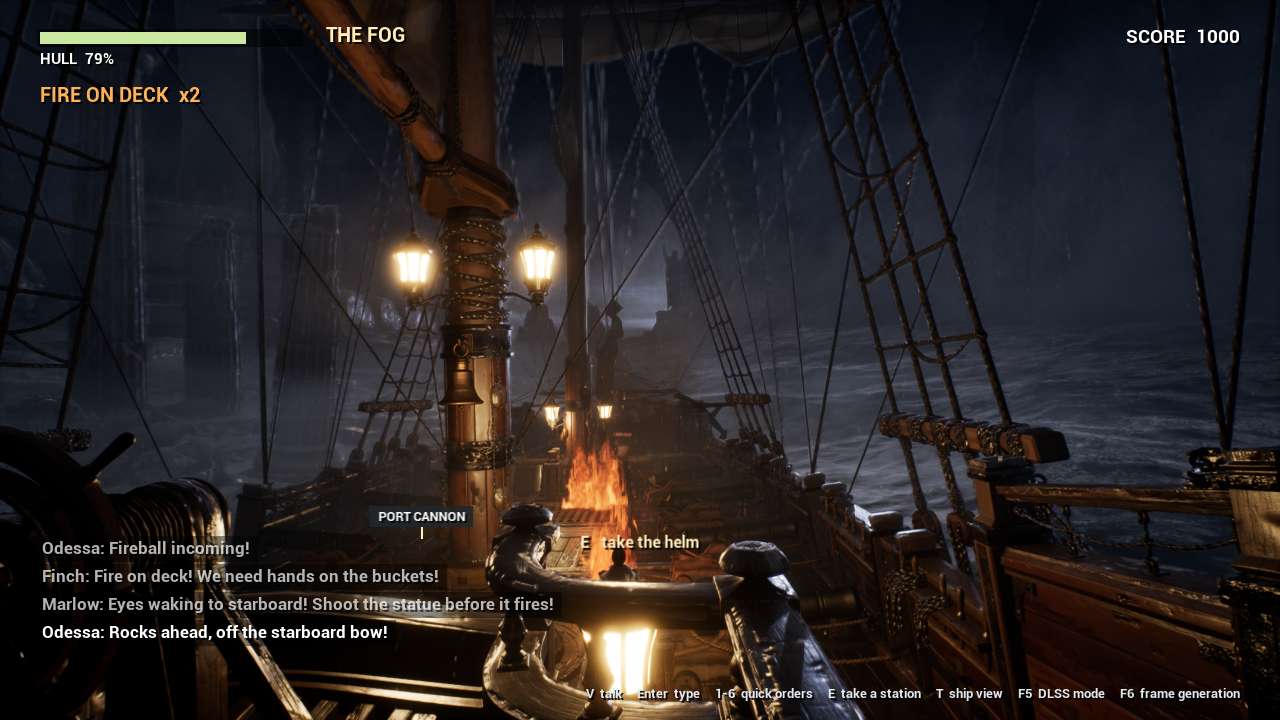 THE FOG
SCORE 1000
HULL 79%
FIRE ON DECK x2
PORT CANNON
E take the helm
Odessa: Fireball incoming!
Finch: Fire on deck! We need hands on the buckets!
Marlow: Eyes waking to starboard! Shoot the statue before it fires!
Odessa: Rocks ahead, off the starboard bow!
V talk Enter type 1-6 quick orders E take a station T ship view F5 DLSS mode F6 frame generation